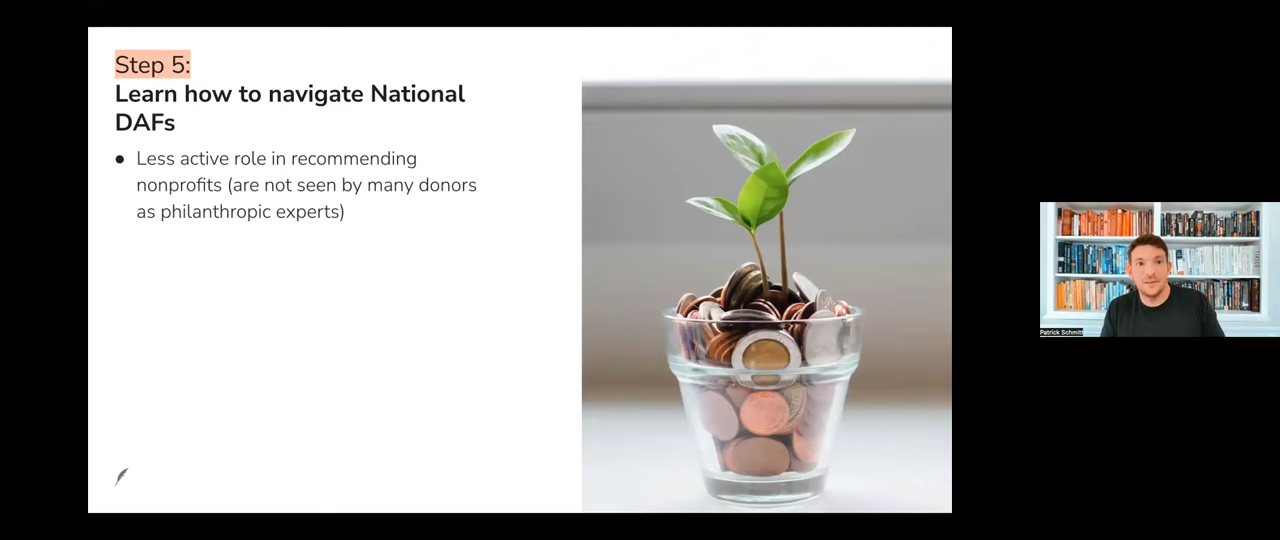 Step 5:
Learn how to navigate National
DAFs
● Less active role in recommending
nonprofits (are not seen by many donors
as philanthropic experts)
Patrick Schmitt